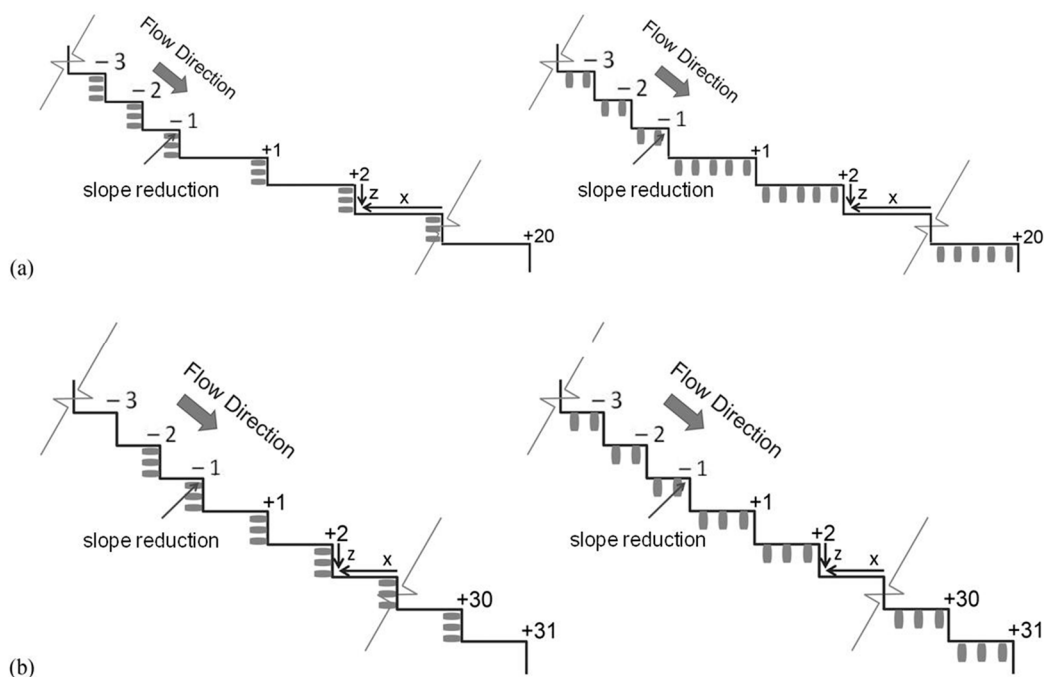 − 3
Flow Direction
− 2
− 1
slope reduction
+1
+2
z
x
+20
− 3
Flow Direction
− 2
− 1
slope reduction
+1
+2
z
x
+20
(a)
− 3
Flow Direction
− 2
− 1
slope reduction
+1
+2
z
x
+30
+31
− 3
Flow Direction
− 2
− 1
slope reduction
+1
+2
z
x
+30
+31
(b)